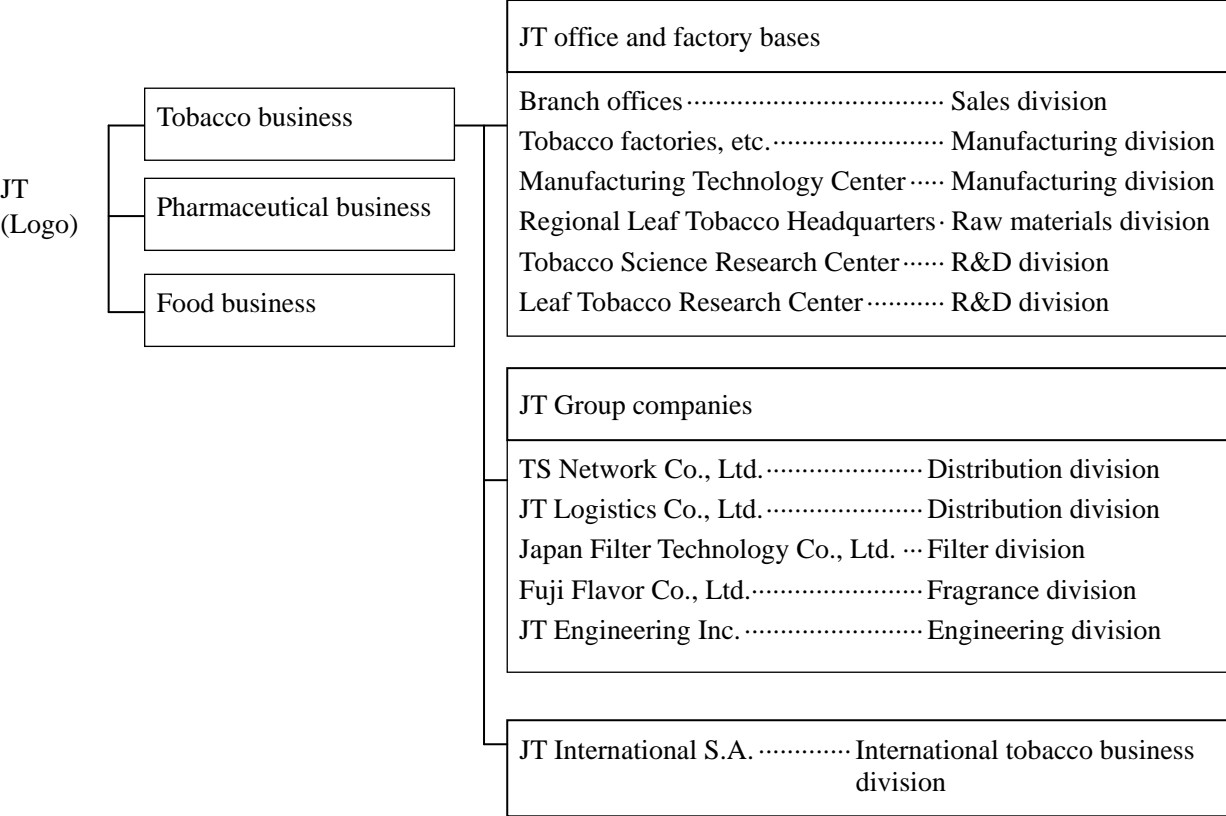 JT
(Logo)
Tobacco business
Pharmaceutical business
Food business
JT office and factory bases
Branch offices ···································· Sales division
Tobacco factories, etc. ························ Manufacturing division
Manufacturing Technology Center ····· Manufacturing division
Regional Leaf Tobacco Headquarters · Raw materials division
Tobacco Science Research Center ······ R&D division
Leaf Tobacco Research Center ··········· R&D division
JT Group companies
TS Network Co., Ltd. ······················ Distribution division
JT Logistics Co., Ltd. ······················ Distribution division
Japan Filter Technology Co., Ltd. ··· Filter division
Fuji Flavor Co., Ltd. ························ Fragrance division
JT Engineering Inc. ························· Engineering division
JT International S.A. ············· International tobacco business
division